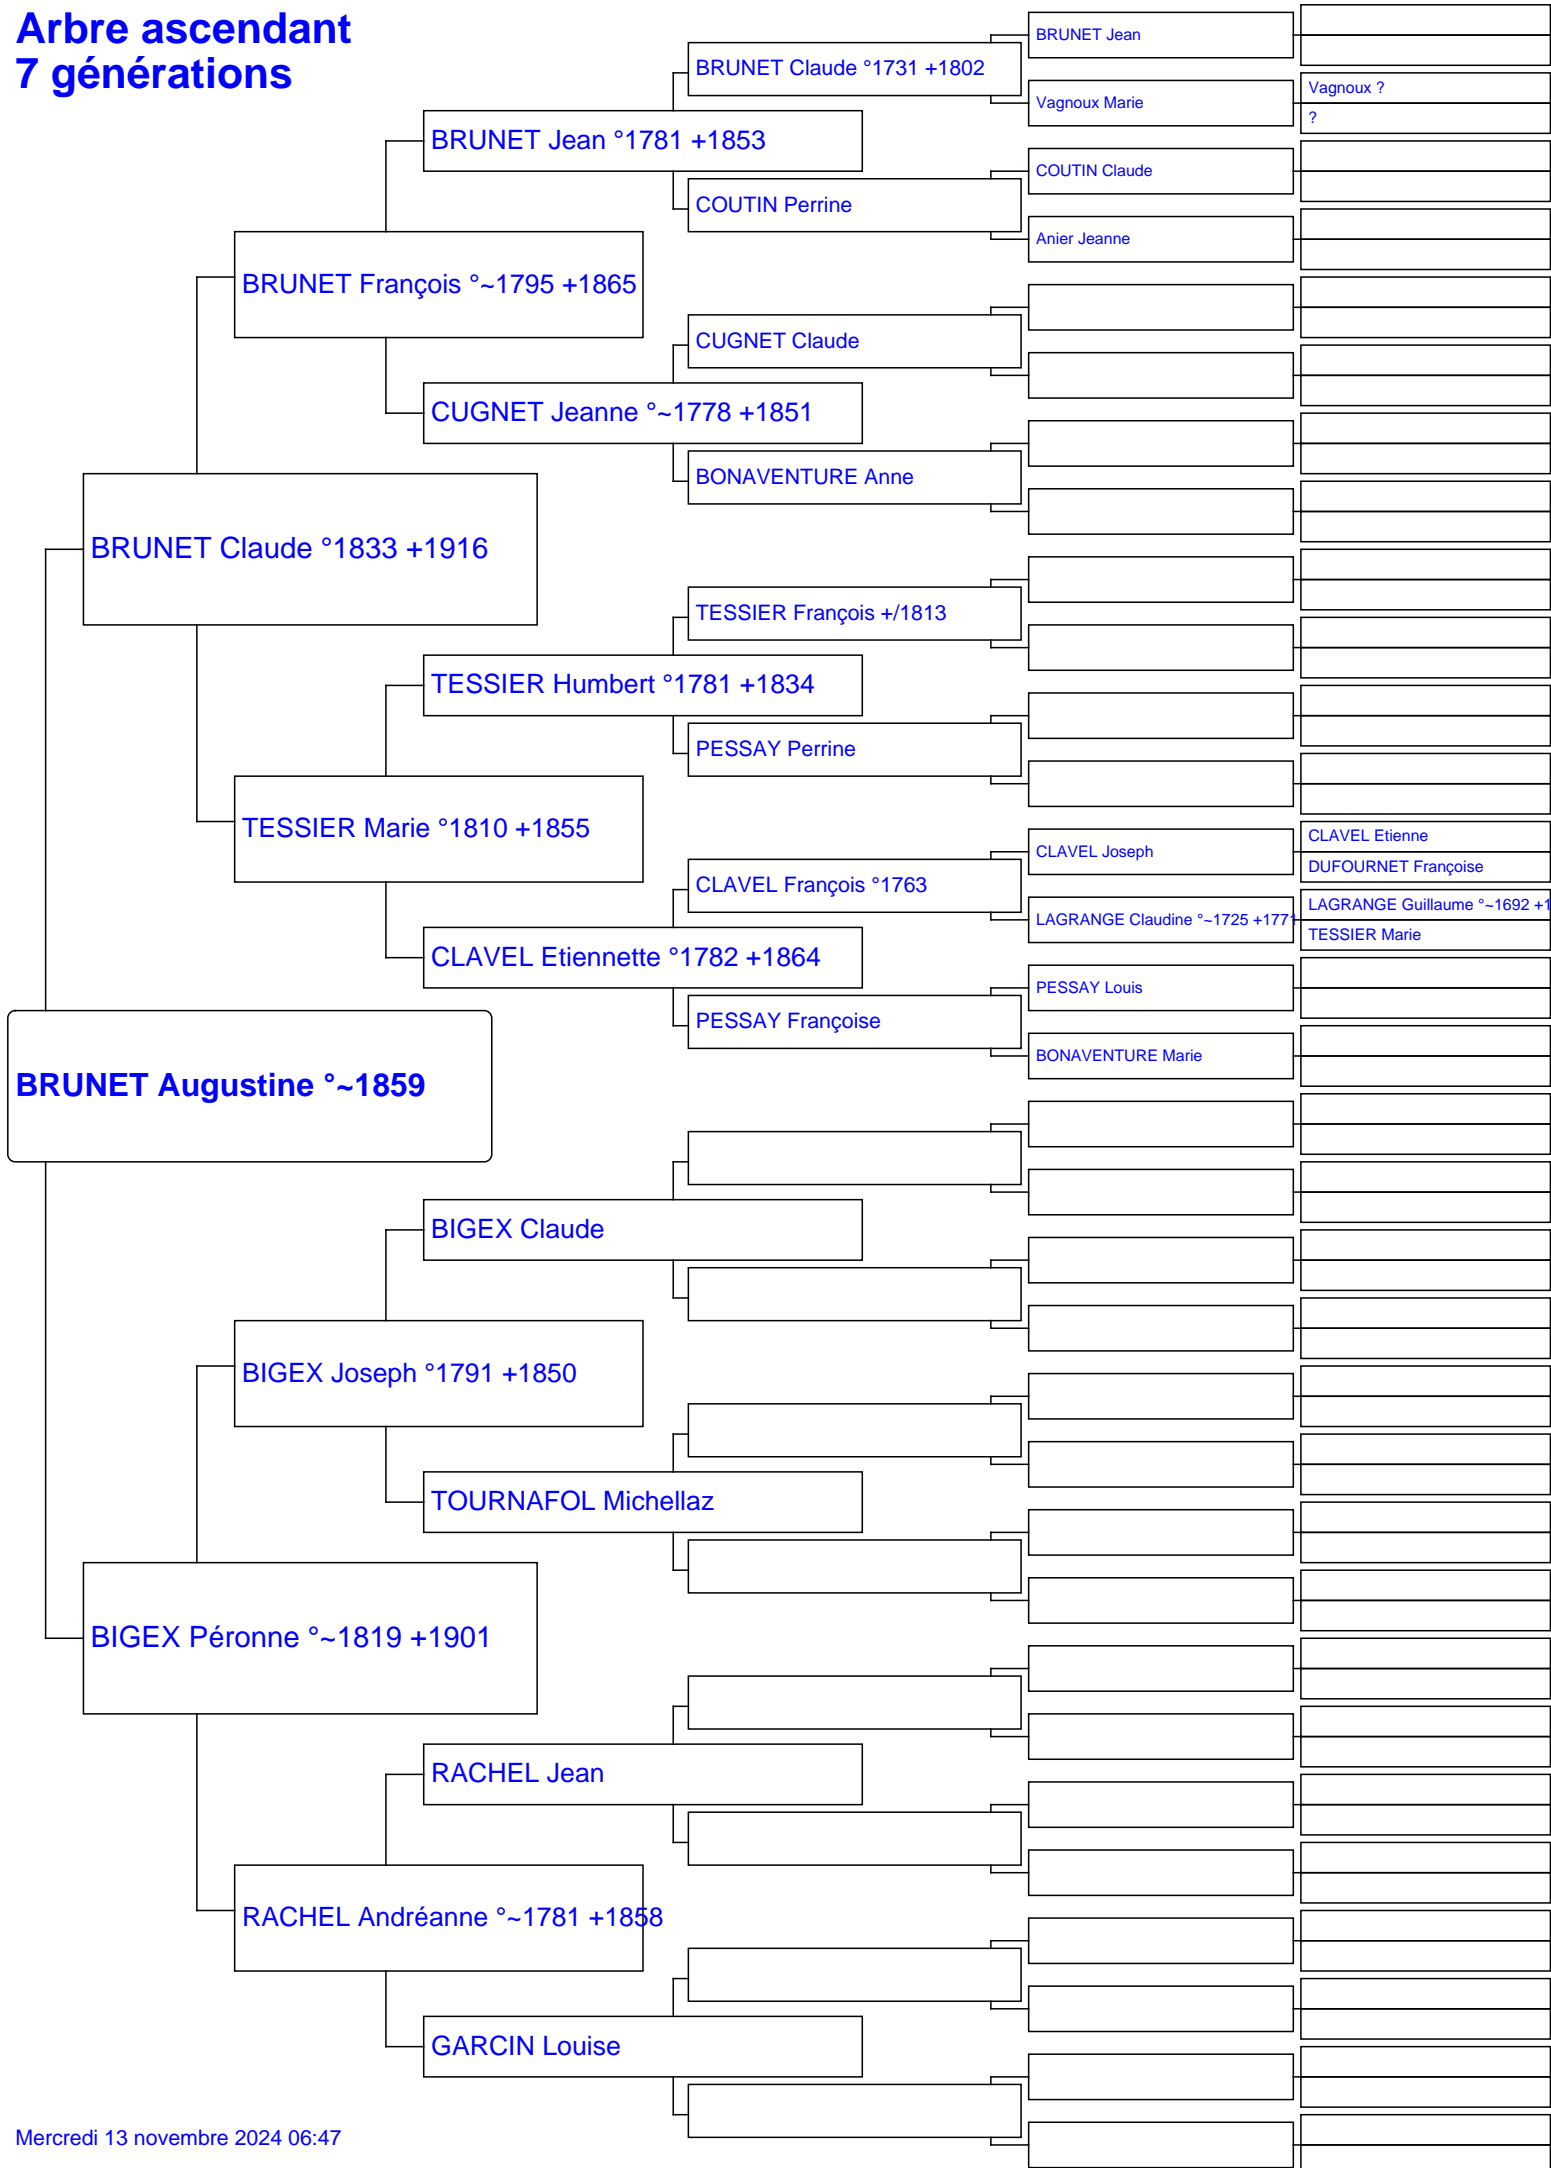 Arbre ascendant
7 générations
BRUNET Augustine °~1859
BRUNET Claude °1833 +1916
BIGEX Péronne °~1819 +1901
BRUNET François °~1795 +1865
TESSIER Marie °1810 +1855
BIGEX Joseph °1791 +1850
RACHEL Andréanne °~1781 +1858
BRUNET Jean °1781 +1853
CUGNET Jeanne °~1778 +1851
TESSIER Humbert °1781 +1834
CLAVEL Etiennette °1782 +1864
BIGEX Claude
TOURNAFOL Michellaz
RACHEL Jean
GARCIN Louise
BRUNET Claude °1731 +1802
COUTIN Perrine
CUGNET Claude
BONAVENTURE Anne
TESSIER François +/1813
PESSAY Perrine
CLAVEL François °1763
PESSAY Françoise
BRUNET Jean
Vagnoux Marie
COUTIN Claude
Anier Jeanne
CLAVEL Joseph
LAGRANGE Claudine °~1725 +1771
PESSAY Louis
BONAVENTURE Marie
Vagnoux ?
?
CLAVEL Etienne
DUFOURNET Françoise
LAGRANGE Guillaume °~1692 +1
TESSIER Marie
Mercredi 13 novembre 2024 06:47